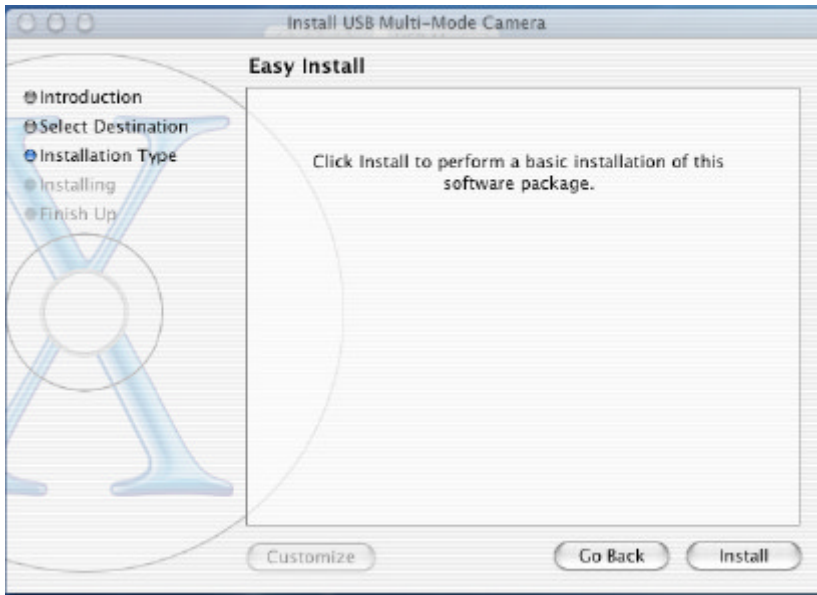 Install USB Multi-Mode Camera
Easy Install
Introduction
Select Destination
Installation Type
Installing
Finish Up
Click Install to perform a basic installation of this
software package.
Customize
Go Back
Install